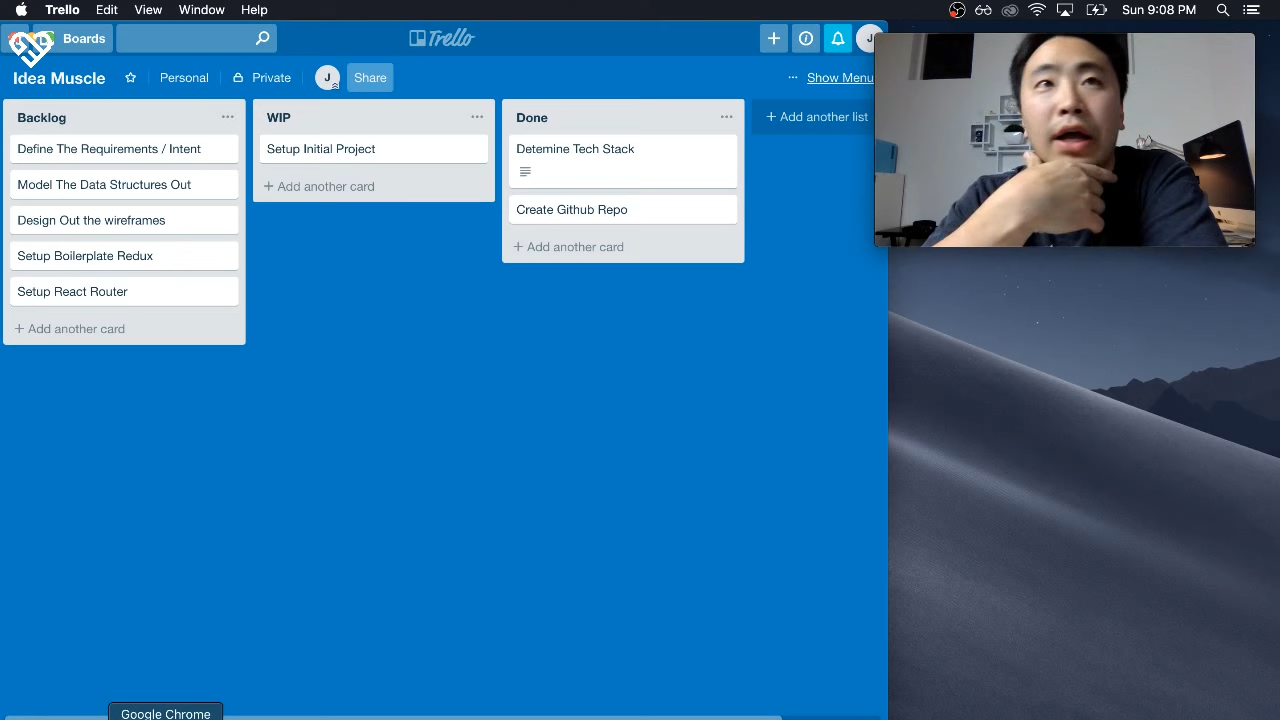 Trello File Edit View Window Help
Sun 9:08 PM
Boards
Trello
J
Idea Muscle
Personal
Private
J
Share
Show Menu
Backlog
Define The Requirements / Intent
Model The Data Structures Out
Design Out the wireframes
Setup Boilerplate Redux
Setup React Router
+ Add another card
WIP
Setup Initial Project
+ Add another card
Done
Detemine Tech Stack
Create Github Repo
+ Add another card
+ Add another list
Google Chrome